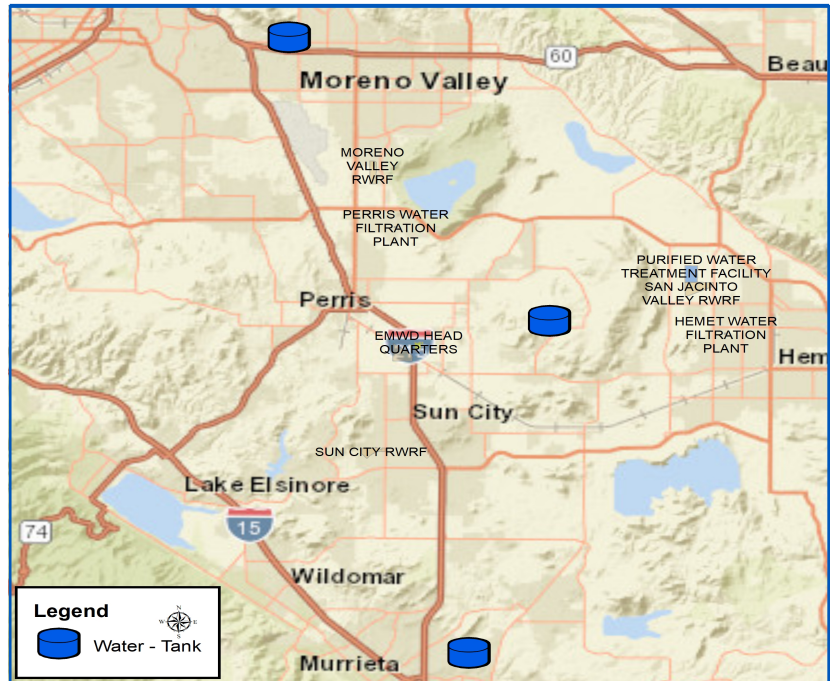 60
Beau
Moreno Valley
MORENO
VALLEY
RWRF
PERRIS WATER
FILTRATION
PLANT
PURIFIED WATER
TREATMENT FACILITY
SAN JACINTO
VALLEY RWRF
Perris
HEMET WATER
FILTRATION
PLANT
EMWD HEAD
QUARTERS
Hem
Sun City
SUN CITY RWRF
Lake Elsinore
15
74
Wildomar
Legend
N
W E
S
Water - Tank
Murrieta